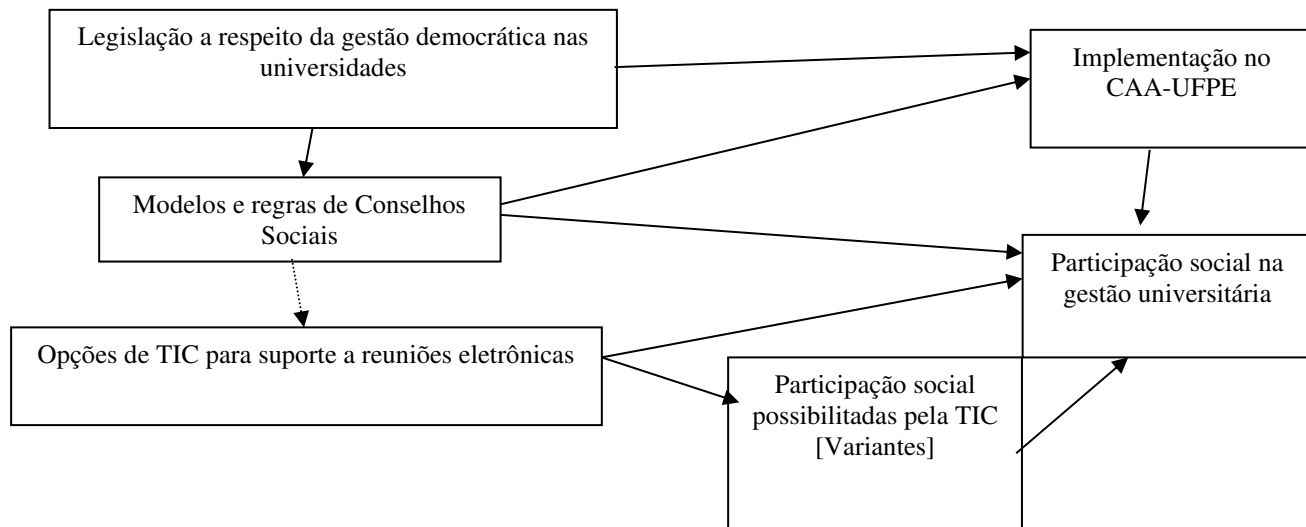 Legislação a respeito da gestão democrática nas
universidades
Implementação no
CAA-UFPE
Modelos e regras de Conselhos
Sociais
Participação social na
gestão universitária
Opções de TIC para suporte a reuniões eletrônicas
Participação social
possibilitadas pela TIC
[Variantes]